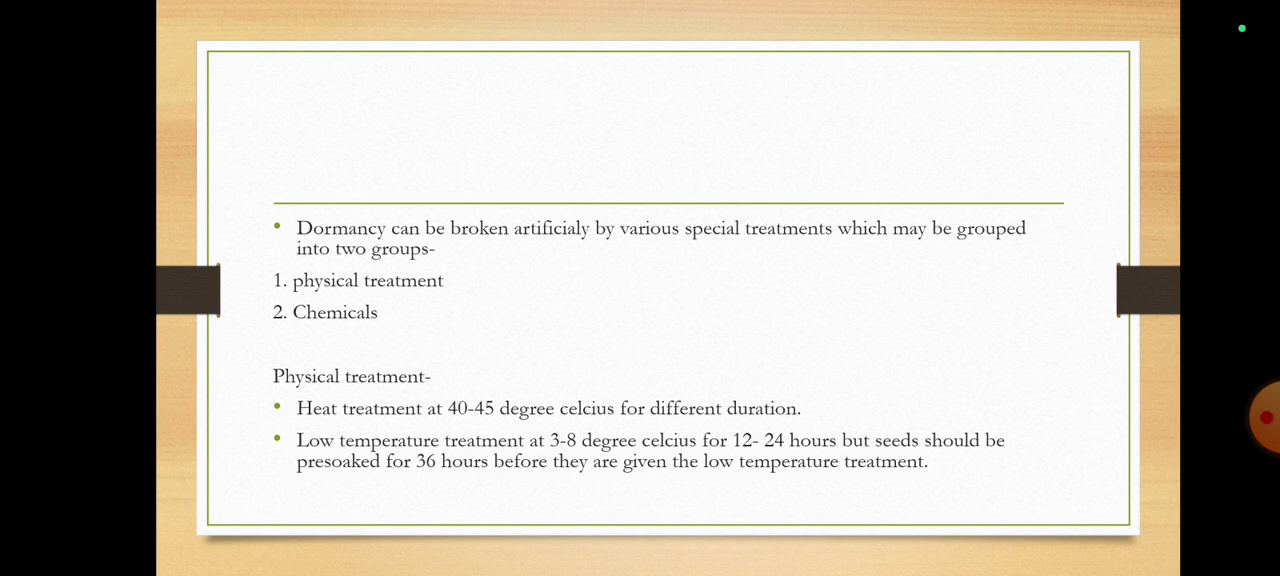 • Dormancy can be broken artificialy by various special treatments which may be grouped
into two groups-
1. physical treatment
2. Chemicals
Physical treatment-
• Heat treatment at 40-45 degree celcius for different duration.
• Low temperature treatment at 3-8 degree celcius for 12- 24 hours but seeds should be
presoaked for 36 hours before they are given the low temperature treatment.